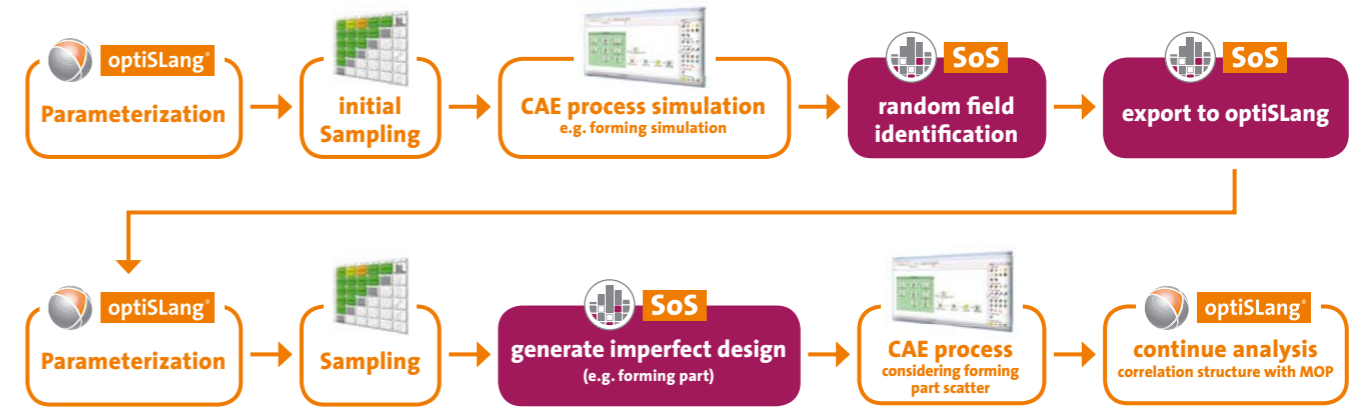 optiSLang®
Parameterization
initial
Sampling
CAE process simulation
e.g. forming simulation
SoS
random field
identification
SoS
export to optiSLang
optiSLang®
Parameterization
Sampling
SoS
generate imperfect design
(e.g. forming part)
CAE process
considering forming
part scatter
optiSLang®
continue analysis
correlation structure with MOP